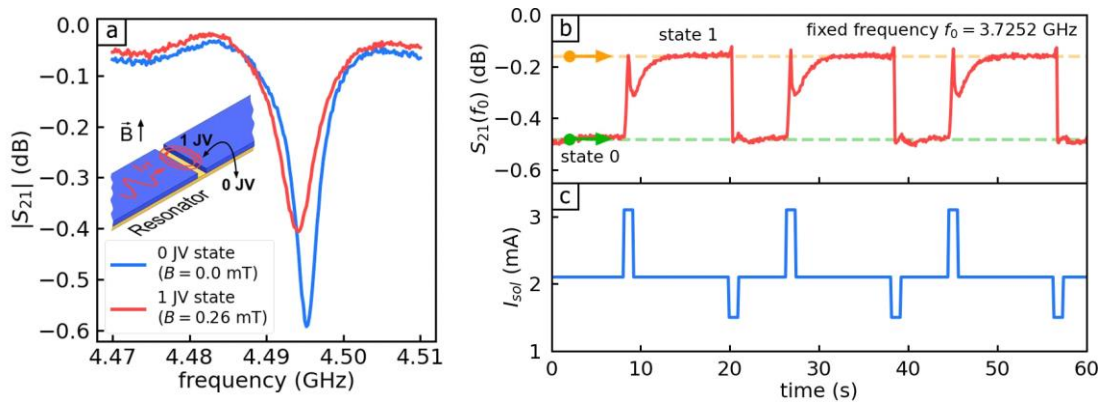 a
0.0
−0.1
−0.2
−0.3
−0.4
−0.5
−0.6
|S21| (dB)
B⃗
1 JV
0 JV
Resonator
0 JV state
(B = 0.0 mT)
1 JV state
(B = 0.26 mT)
4.47 4.48 4.49 4.50 4.51
frequency (GHz)
b
state 1
fixed frequency f0 = 3.7252 GHz
0.0
−0.2
−0.4
−0.6
S21(f0) (dB)
state 0
c
3
2
1
Isol (mA)
0 10 20 30 40 50 60
time (s)